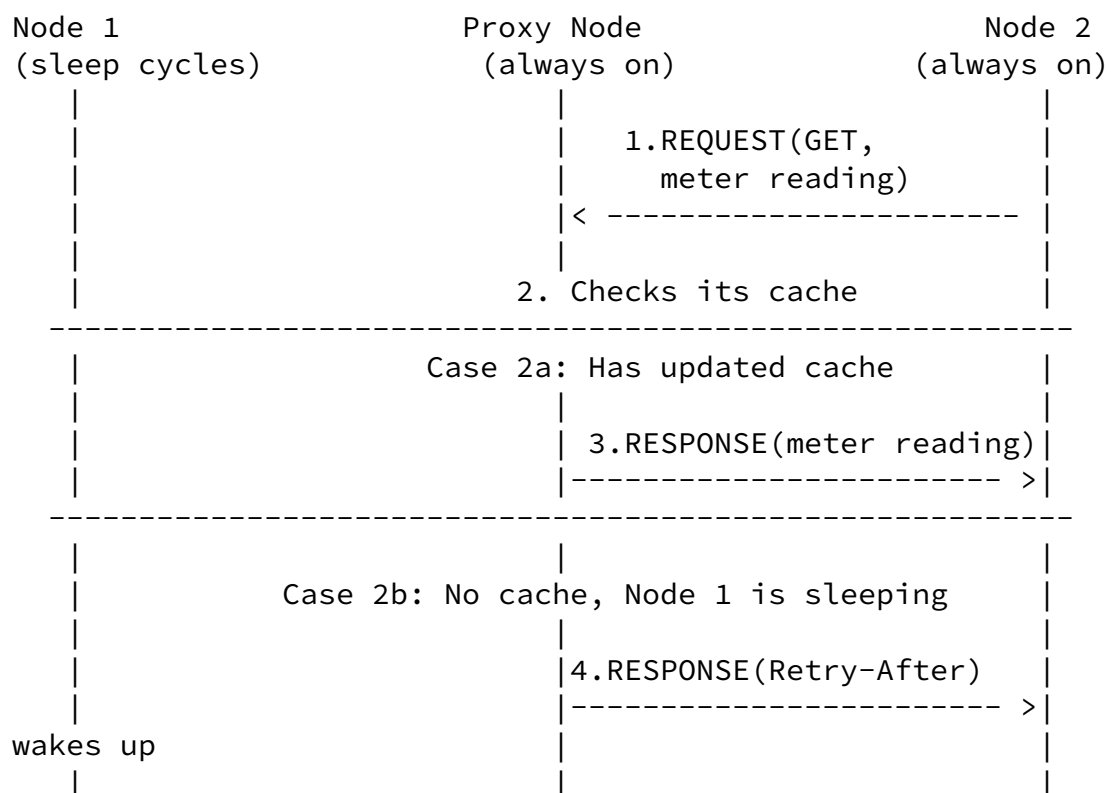 Node 1 Proxy Node Node 2
(sleep cycles) (always on) (always on)
1.REQUEST(GET,
meter reading)
2. Checks its cache
Case 2a: Has updated cache
3.RESPONSE(meter reading)
Case 2b: No cache, Node 1 is sleeping
4.RESPONSE(Retry-After)
wakes up